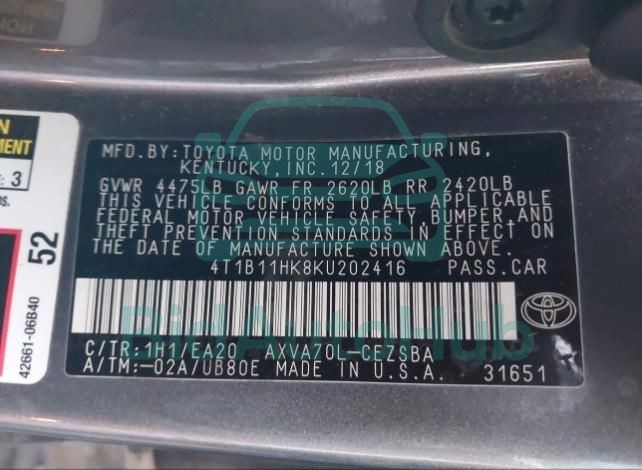 MFD.BY:TOYOTA MOTOR MANUFACTURING,
KENTUCKY, INC. 12/18
GVWR 4475LB GAWR FR 2620LB RR 2420LB
THIS VEHICLE CONFORMS TO ALL APPLICABLE
FEDERAL MOTOR VEHICLE SAFETY, BUMPER, AND
THEFT PREVENTION STANDARDS IN EFFECT ON
THE DATE OF MANUFACTURE SHOWN ABOVE.
4T1B11HK8KU202416 PASS.CAR
C/TR:1H1/EA20 AXVA70L-CEZSBA
A/TM:-02A/UB80E MADE IN U.S.A. 31651
TOYOTA
52
42661-06B40
3
BidAutoHub